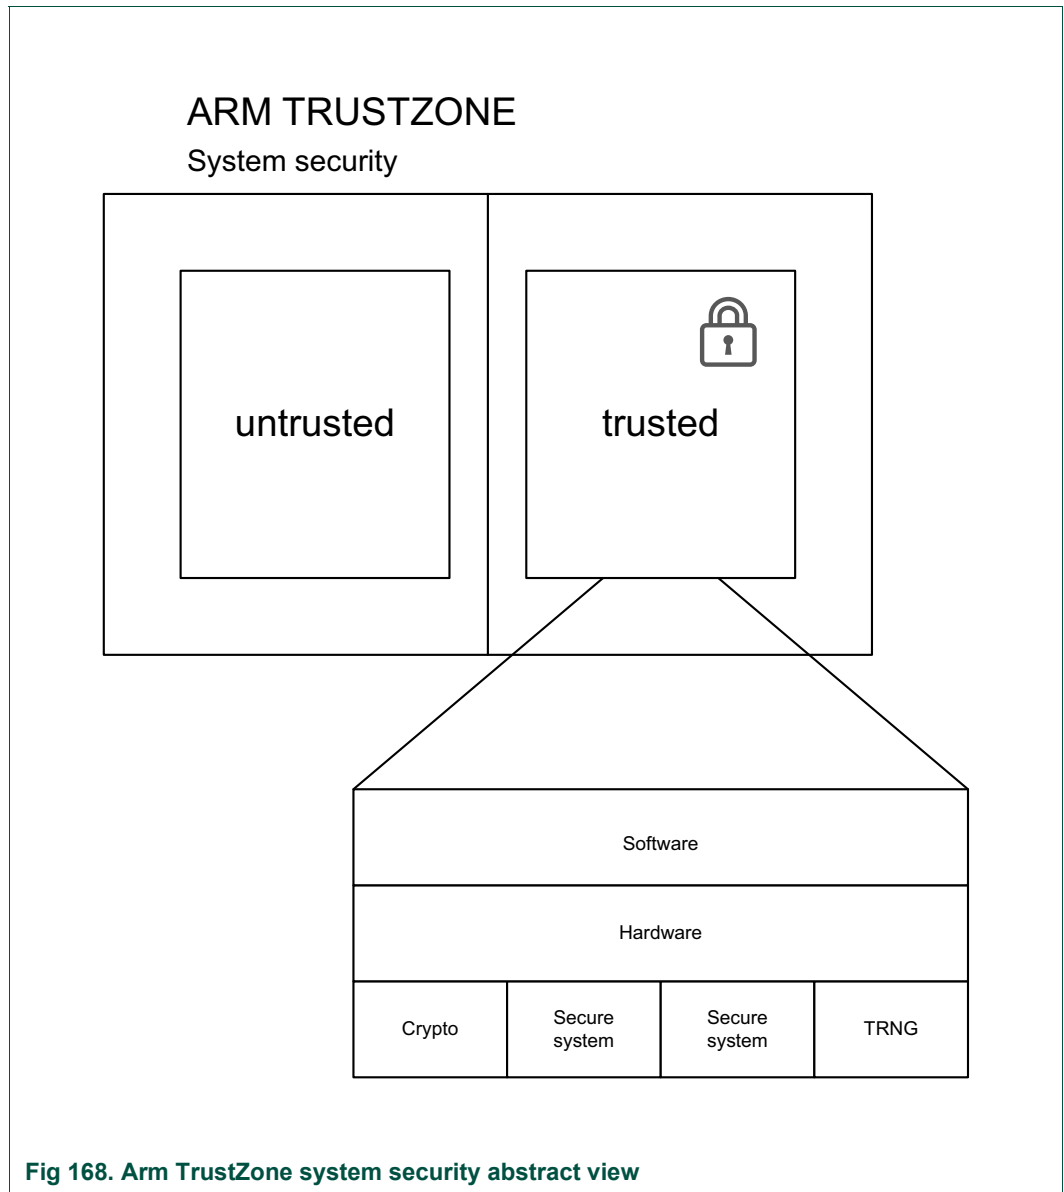 ARM TRUSTZONE
System security
untrusted
trusted
Software
Hardware
Crypto
Secure
system
Secure
system
TRNG
Fig 168. Arm TrustZone system security abstract view